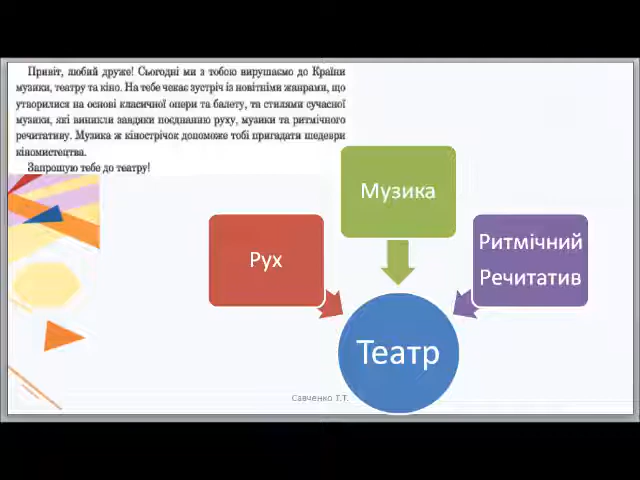 Привіт, любий друже! Сьогодні ми з тобою вирушаємо до Країни
музики, театру та кіно. На тебе чекає зустріч із новітніми жанрами, що
утворилися на основі класичної опери та балету, та стилями сучасної
музики, які виникли завдяки поєднанню руху, музики та ритмічного
речитативу. Музика ж кінострічок допоможе тобі пригадати шедеври
кіномистецтва.
Запрошую тебе до театру!
Музика
Рух
Ритмічний
Речитатив
Театр
Савченко Т.Т.